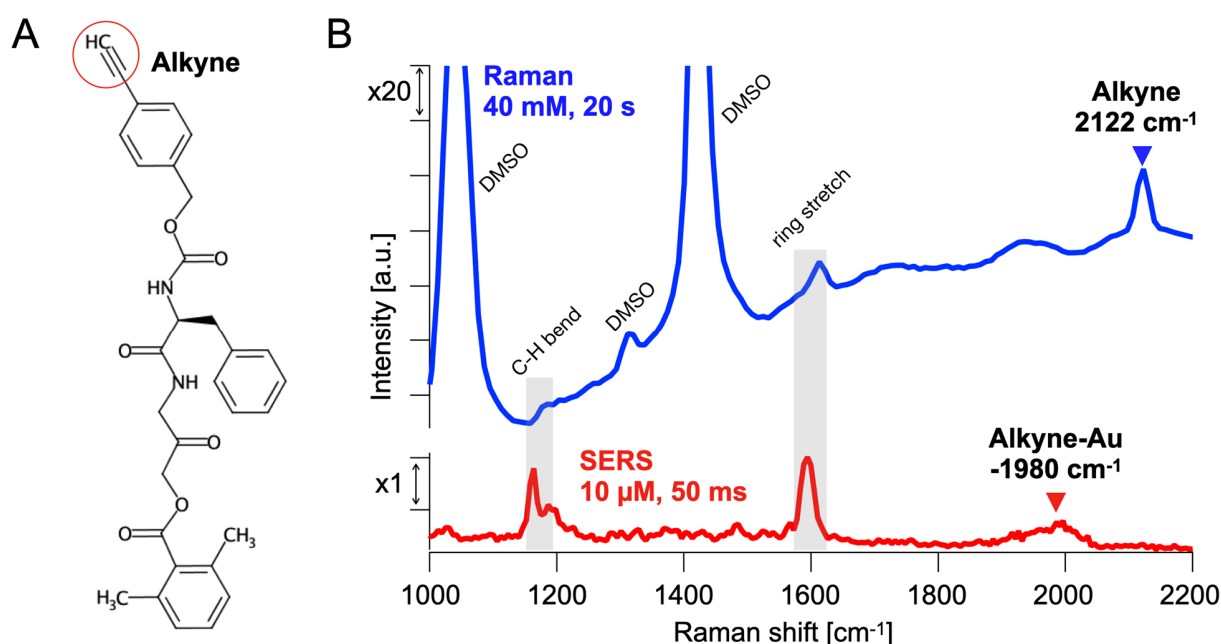 A
HC
Alkyne
O
O
HN
O
NH
O
O
O
CH₃
H₃C
B
x20
Raman
40 mM, 20 s
DMSO
DMSO
Alkyne
2122 cm⁻¹
C-H bend
DMSO
ring stretch
Intensity [a.u.]
x1
SERS
10 µM, 50 ms
Alkyne-Au
-1980 cm⁻¹
1000 1200 1400 1600 1800 2000 2200
Raman shift [cm⁻¹]